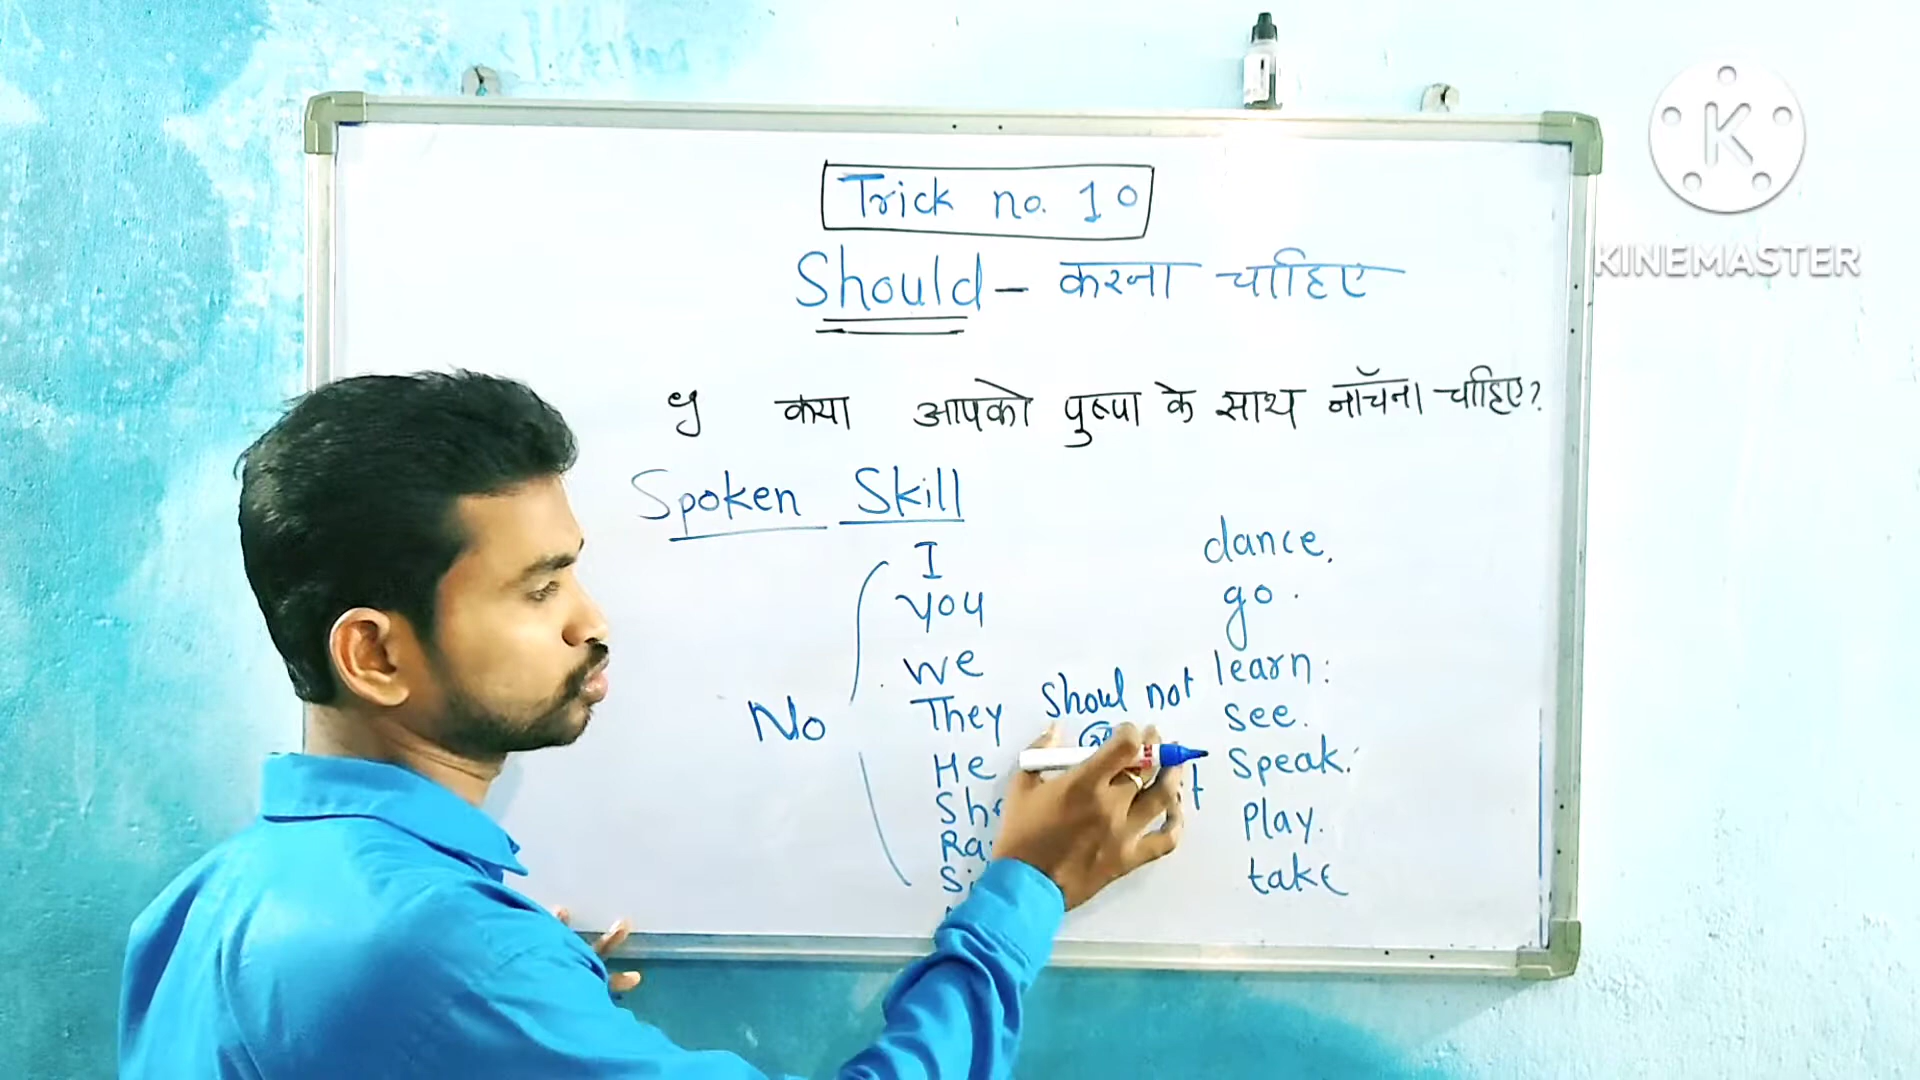 Trick no. 10
Should - करना चाहिए
KINEMASTER
eg क्या आपको पुष्पा के साथ नॉचना चाहिए?
Spoken Skill
I dance.
you go.
we learn:
No They Shoul not see.
He Speak:
play.
take